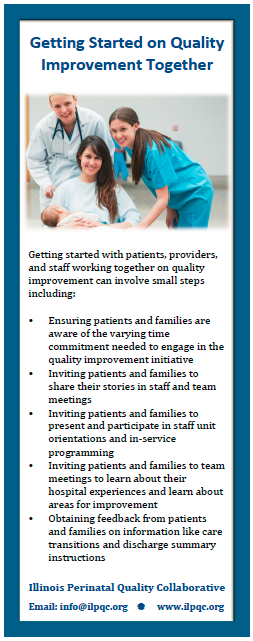 Getting Started on Quality
Improvement Together
Getting started with patients, providers,
and staff working together on quality
improvement can involve small steps
including:
• Ensuring patients and families are
aware of the varying time
commitment needed to engage in the
quality improvement initiative
• Inviting patients and families to
share their stories in staff and team
meetings
• Inviting patients and families to
present and participate in staff unit
orientations and in-service
programming
• Inviting patients and families to team
meetings to learn about their
hospital experiences and learn about
areas for improvement
• Obtaining feedback from patients
and families on information like care
transitions and discharge summary
instructions
Illinois Perinatal Quality Collaborative
Email: info@ilpqc.org ● www.ilpqc.org